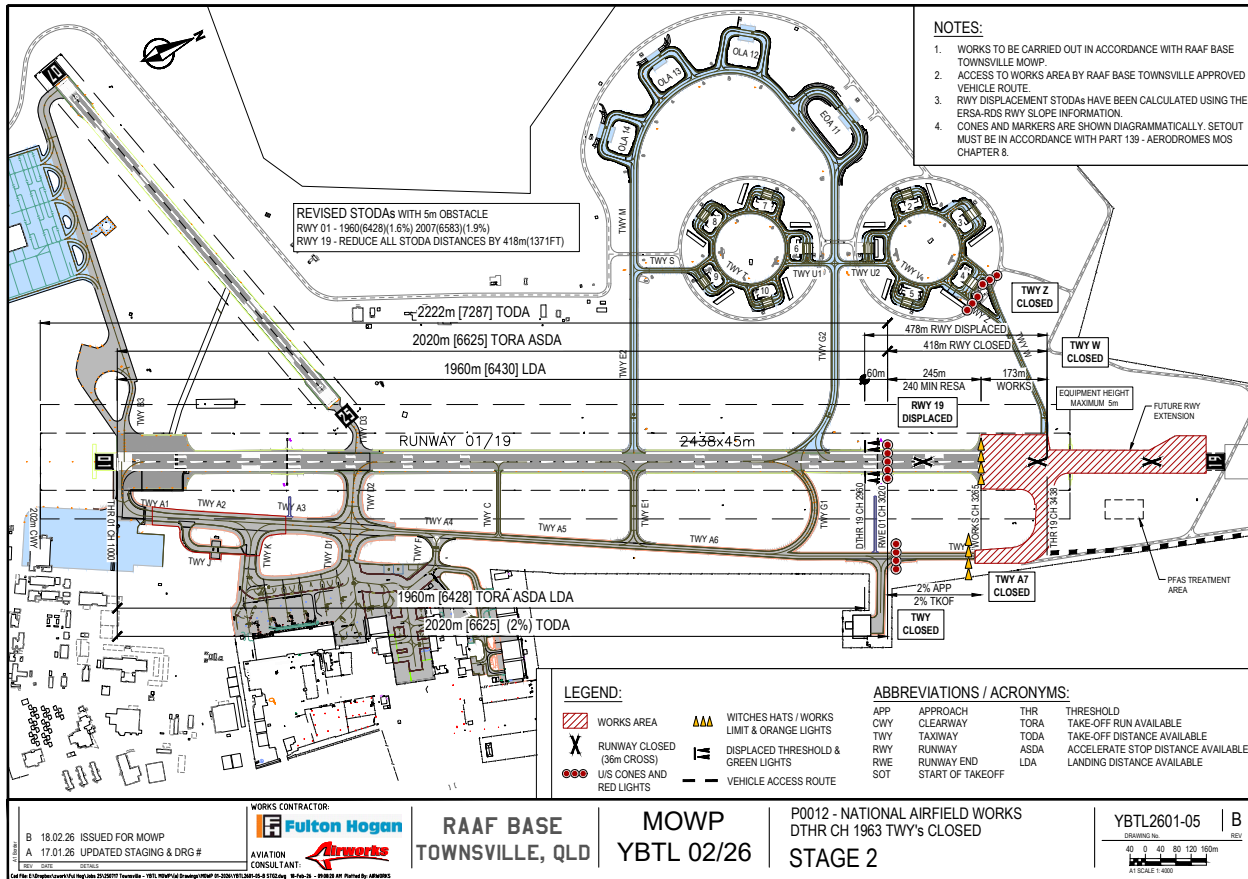 NOTES:
1. WORKS TO BE CARRIED OUT IN ACCORDANCE WITH RAAF BASE
TOWNSVILLE MOWP.
2. ACCESS TO WORKS AREA BY RAAF BASE TOWNSVILLE APPROVED
VEHICLE ROUTE.
3. RWY DISPLACEMENT STODAs HAVE BEEN CALCULATED USING THE
ERSA-RDS RWY SLOPE INFORMATION.
4. CONES AND MARKERS ARE SHOWN DIAGRAMMATICALLY. SETOUT
MUST BE IN ACCORDANCE WITH PART 139 - AERODROMES MOS
CHAPTER 8.
N
OLA 12
OLA 13
OLA 14
EOA 11
REVISED STODAs WITH 5m OBSTACLE
RWY 01 - 1960(6428)(1.6%) 2007(6583)(1.9%)
RWY 19 - REDUCE ALL STODA DISTANCES BY 418m(1371FT)
TWY M
TWY S
7
8
6
9
10
TWY T
TWY U1
TWY U2
2
3
4
5
TWY V
TWY Z
CLOSED
TWY W
TWY W
CLOSED
2222m [7287] TODA
2020m [6625] TORA ASDA
1960m [6430] LDA
TWY E2
TWY G2
478m RWY DISPLACED
418m RWY CLOSED
60m
245m
240 MIN RESA
173m
WORKS
RWY 19
DISPLACED
EQUIPMENT HEIGHT
MAXIMUM 5m
FUTURE RWY
EXTENSION
TWY B3
25
TWY D3
RUNWAY 01/19
2438x45m
01
19
202m CWY
THR 01 CH 1000
TWY A1
TWY A2
TWY A3
TWY D2
TWY A4
TWY C
TWY A5
TWY E1
TWY A6
TWY G1
DTHR 19 CH 2960
RWE 01 CH 3020
WORKS CH 3265
THR 19 CH 3438
TWY J
TWY K
TWY D1
TWY F
TWY
TWY A7
CLOSED
2% APP
2% TKOF
TWY
CLOSED
PFAS TREATMENT
AREA
1960m [6428] TORA ASDA LDA
2020m [6625] (2%) TODA
LEGEND:
WORKS AREA
RUNWAY CLOSED
(36m CROSS)
U/S CONES AND
RED LIGHTS
WITCHES HATS / WORKS
LIMIT & ORANGE LIGHTS
DISPLACED THRESHOLD &
GREEN LIGHTS
VEHICLE ACCESS ROUTE
ABBREVIATIONS / ACRONYMS:
APP APPROACH
CWY CLEARWAY
TWY TAXIWAY
RWY RUNWAY
RWE RUNWAY END
SOT START OF TAKEOFF
THR THRESHOLD
TORA TAKE-OFF RUN AVAILABLE
TODA TAKE-OFF DISTANCE AVAILABLE
ASDA ACCELERATE STOP DISTANCE AVAILABLE
LDA LANDING DISTANCE AVAILABLE
B 18.02.26 ISSUED FOR MOWP
A 17.01.26 UPDATED STAGING & DRG #
REV DATE DETAILS
WORKS CONTRACTOR:
Fulton Hogan
AVIATION
CONSULTANT:
Airworks
RAAF BASE
TOWNSVILLE, QLD
MOWP
YBTL 02/26
P0012 - NATIONAL AIRFIELD WORKS
DTHR CH 1963 TWY's CLOSED
STAGE 2
YBTL2601-05
DRAWING No.
B
REV
40 0 40 80 120 160m
A1 SCALE 1:4000